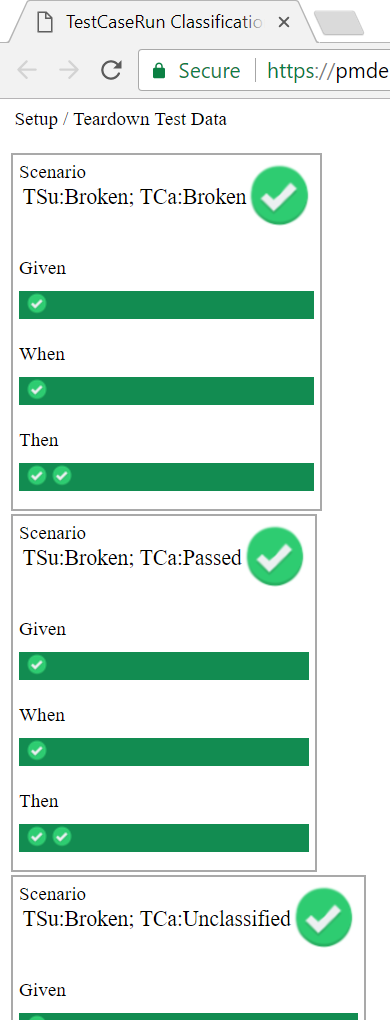 TestCaseRun Classificatio
Secure
https://pmde
Setup / Teardown Test Data
Scenario
TSu:Broken; TCa:Broken
Given
When
Then
Scenario
TSu:Broken; TCa:Passed
Given
When
Then
Scenario
TSu:Broken; TCa:Unclassified
Given